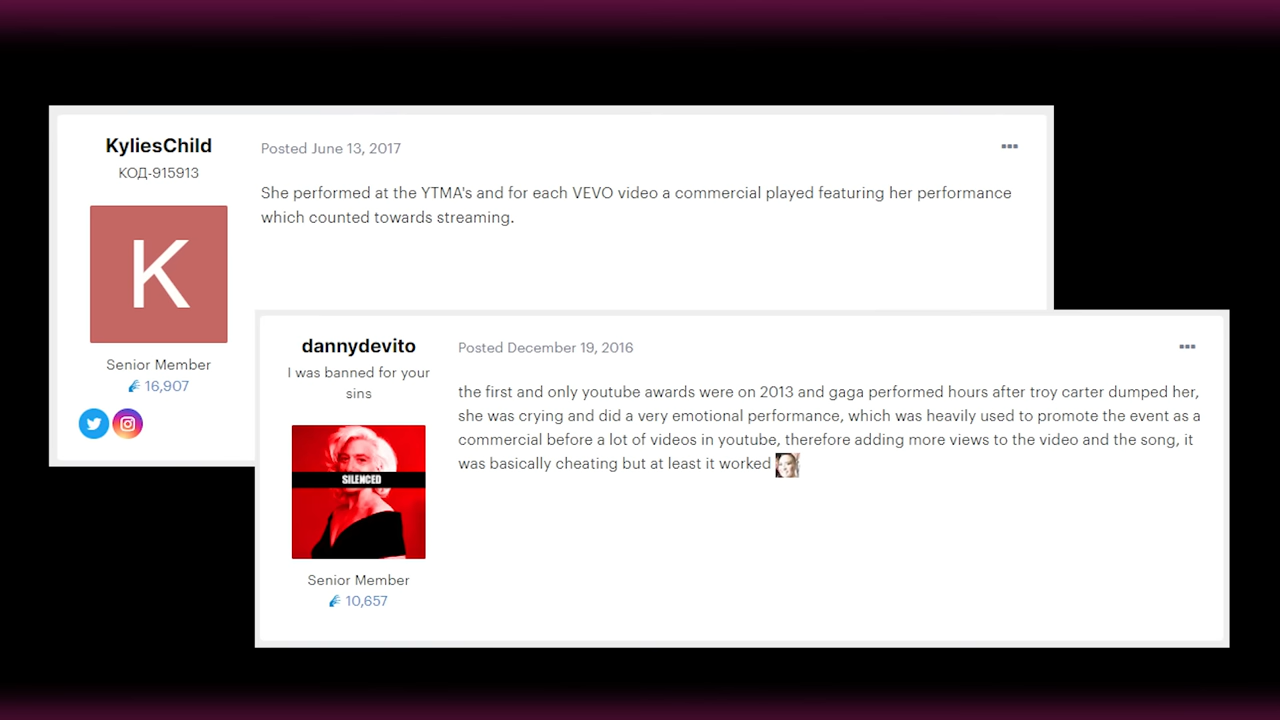 KyliesChild
КОД-915913
K
Senior Member
16,907
Posted June 13, 2017
She performed at the YTMA's and for each VEVO video a commercial played featuring her performance
which counted towards streaming.
dannydevito
I was banned for your
sins
SILENCED
Senior Member
10,657
Posted December 19, 2016
the first and only youtube awards were on 2013 and gaga performed hours after troy carter dumped her,
she was crying and did a very emotional performance, which was heavily used to promote the event as a
commercial before a lot of videos in youtube, therefore adding more views to the video and the song, it
was basically cheating but at least it worked